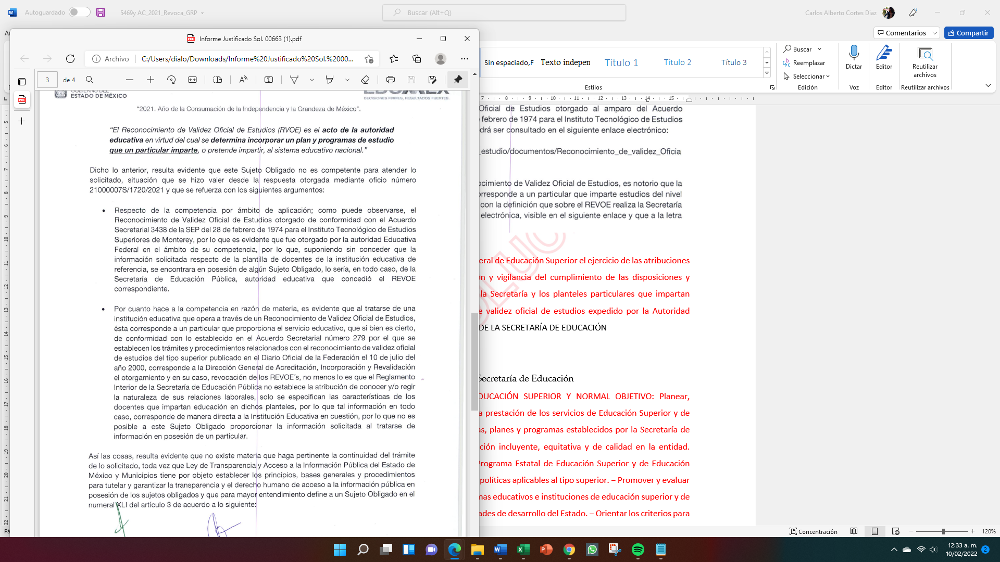 Autoguardado
5469y AC_2021_Revoca_GRP
Buscar (Alt+Q)
Carlos Alberto Cortes Diaz
Comentarios
Compartir
Informe Justificado Sol. 00663 (1).pdf
Archivo
C:/Users/dialo/Downloads/Informe%20Justificado%20Sol.%2000...
3
de 4
Sin espaciado,F
Texto indepen
Título 1
Título 2
Título 3
Estilos
Buscar
Reemplazar
Seleccionar
Edición
Dictar
Voz
Editor
Editor
Reutilizar
archivos
Reutilizar archivos
ESTADO DE MÉXICO
DECISIONES FIRMES, RESULTADOS FUERTES.
“2021. Año de la Consumación de la Independencia y la Grandeza de México”.
“El Reconocimiento de Validez Oficial de Estudios (RVOE) es el acto de la autoridad
educativa en virtud del cual se determina incorporar un plan y programas de estudio
que un particular imparte, o pretende impartir, al sistema educativo nacional.”
Dicho lo anterior, resulta evidente que este Sujeto Obligado no es competente para atender lo
solicitado, situación que se hizo valer desde la respuesta otorgada mediante oficio número
21000007S/1720/2021 y que se refuerza con los siguientes argumentos:
• Respecto de la competencia por ámbito de aplicación; como puede observarse, el
Reconocimiento de Validez Oficial de Estudios otorgado de conformidad con el Acuerdo
Secretarial 3438 de la SEP del 28 de febrero de 1974 para el Instituto Tecnológico de Estudios
Superiores de Monterey, por lo que es evidente que fue otorgado por la autoridad Educativa
Federal en el ámbito de su competencia, por lo que, suponiendo sin conceder que la
información solicitada respecto de la plantilla de docentes de la institución educativa de
referencia, se encontrara en posesión de algún Sujeto Obligado, lo sería, en todo caso, de la
Secretaría de Educación Pública, autoridad educativa que concedió el REVOE
correspondiente.
• Por cuanto hace a la competencia en razón de materia, es evidente que al tratarse de una
institución educativa que opera a través de un Reconocimiento de Validez Oficial de Estudios,
ésta corresponde a un particular que proporciona el servicio educativo, que si bien es cierto,
de conformidad con lo establecido en el Acuerdo Secretarial número 279 por el que se
establecen los trámites y procedimientos relacionados con el reconocimiento de validez oficial
de estudios del tipo superior publicado en el Diario Oficial de la Federación el 10 de julio del
año 2000, corresponde a la Dirección General de Acreditación, Incorporación y Revalidación
el otorgamiento y en su caso, revocación de los REVOE´s, no menos lo es que el Reglamento
Interior de la Secretaría de Educación Pública no establece la atribución de conocer y/o regir
la naturaleza de sus relaciones laborales, solo se especifican las características de los
docentes que impartan educación en dichos planteles, por lo que tal información en todo
caso, corresponde de manera directa a la Institución Educativa en cuestión, por lo que no es
posible a este Sujeto Obligado proporcionar la información solicitada al tratarse de
información en posesión de un particular.
Así las cosas, resulta evidente que no existe materia que haga pertinente la continuidad del trámite
de lo solicitado, toda vez que Ley de Transparencia y Acceso a la Información Pública del Estado de
México y Municipios tiene por objeto establecer los principios, bases generales y procedimientos
para tutelar y garantizar la transparencia y el derecho humano de acceso a la información pública en
posesión de los sujetos obligados y que para mayor entendimiento define a un Sujeto Obligado en el
numeral XLI del artículo 3 de acuerdo a lo siguiente:
7 8 9 10 11 12 13 14 15
Oficial de Estudios otorgado al amparo del Acuerdo
febrero de 1974 para el Instituto Tecnológico de Estudios
drá ser consultado en el siguiente enlace electrónico:
_estudio/documentos/Reconocimiento_de_validez_Oficia
ocimiento de Validez Oficial de Estudios, es notorio que la
orresponde a un particular que imparte estudios del nivel
con la definición que sobre el REVOE realiza la Secretaría
electrónica, visible en el siguiente enlace y que a la letra
eral de Educación Superior el ejercicio de las atribuciones
ón y vigilancia del cumplimiento de las disposiciones y
la Secretaría y los planteles particulares que impartan
e validez oficial de estudios expedido por la Autoridad
DE LA SECRETARÍA DE EDUCACIÓN
Secretaría de Educación
DUCACIÓN SUPERIOR Y NORMAL OBJETIVO: Planear,
a prestación de los servicios de Educación Superior y de
as, planes y programas establecidos por la Secretaría de
ción incluyente, equitativa y de calidad en la entidad.
Programa Estatal de Educación Superior y de Educación
políticas aplicables al tipo superior. – Promover y evaluar
mas educativos e instituciones de educación superior y de
ades de desarrollo del Estado. – Orientar los criterios para
Concentración
120%
12:33 a. m.
10/02/2022
2